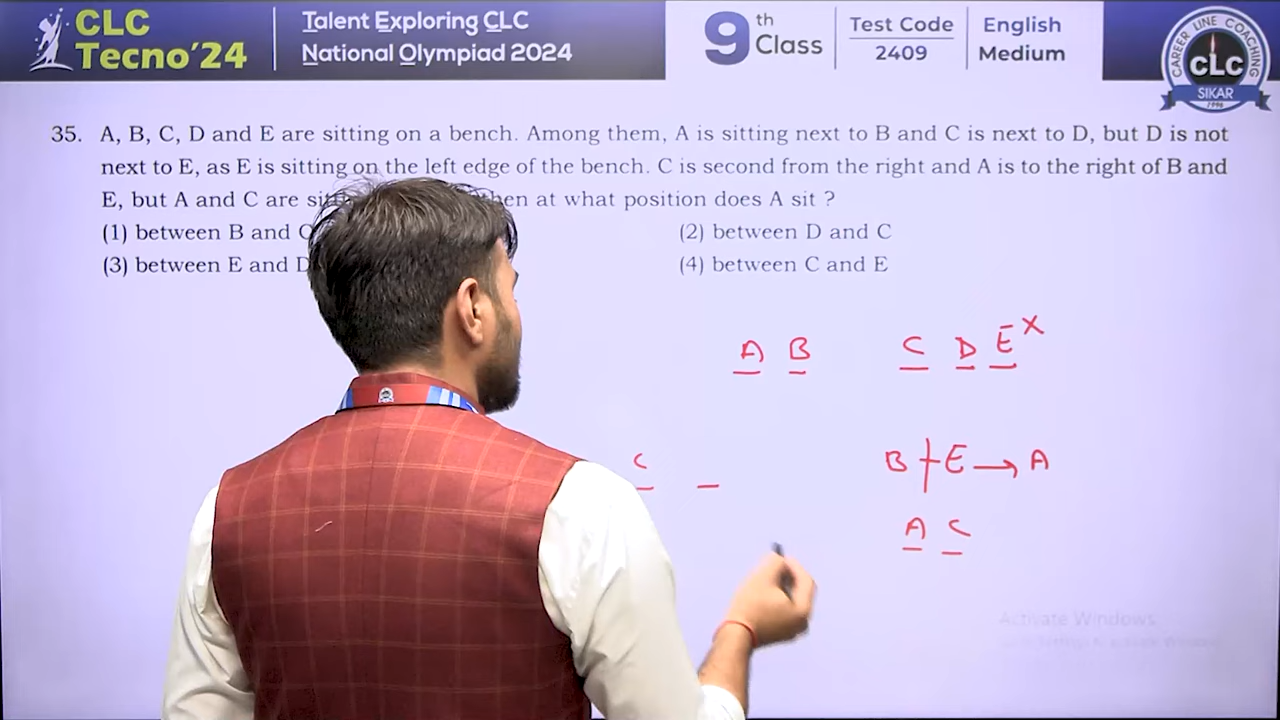 CLC
Tecno'24
Talent Exploring CLC
National Olympiad 2024
9th Class
Test Code
2409
English
Medium
CAREER LINE COACHING
CLC
SIKAR
1996
35. A, B, C, D and E are sitting on a bench. Among them, A is sitting next to B and C is next to D, but D is not
next to E, as E is sitting on the left edge of the bench. C is second from the right and A is to the right of B and
E, but A and C are at what position does A sit ?
(1) between B and
(2) between D and C
(3) between E and D
(4) between C and E
A B C D E X
C
B E → A
A C
Activate Windows